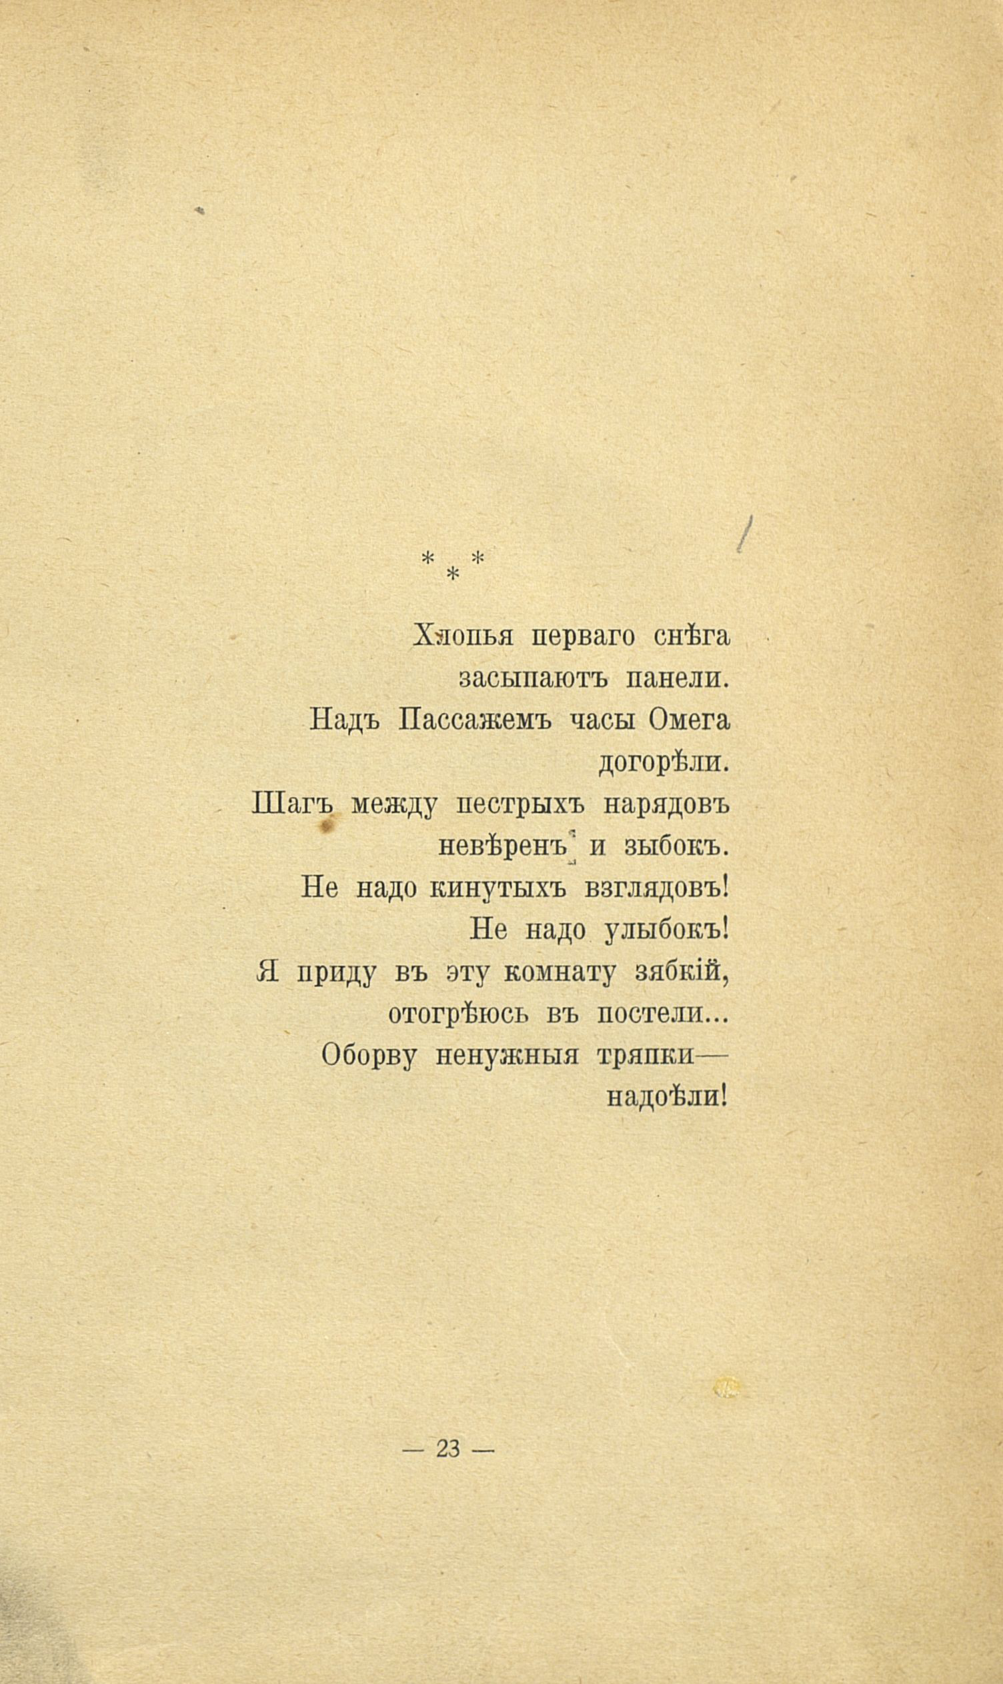 * *
*
Хлопья перваго снѣга
засыпаютъ панели.
Надъ Пассажемъ часы Омега
догорѣли.
Шагъ между пестрыхъ нарядовъ
невѣренъ и зыбокъ.
Не надо кинутыхъ взглядовъ!
Не надо улыбокъ!
Я приду въ эту комнату зябкій,
отогрѣюсь въ постели...
Оборву ненужныя тряпки—
надоѣли!
— 23 —